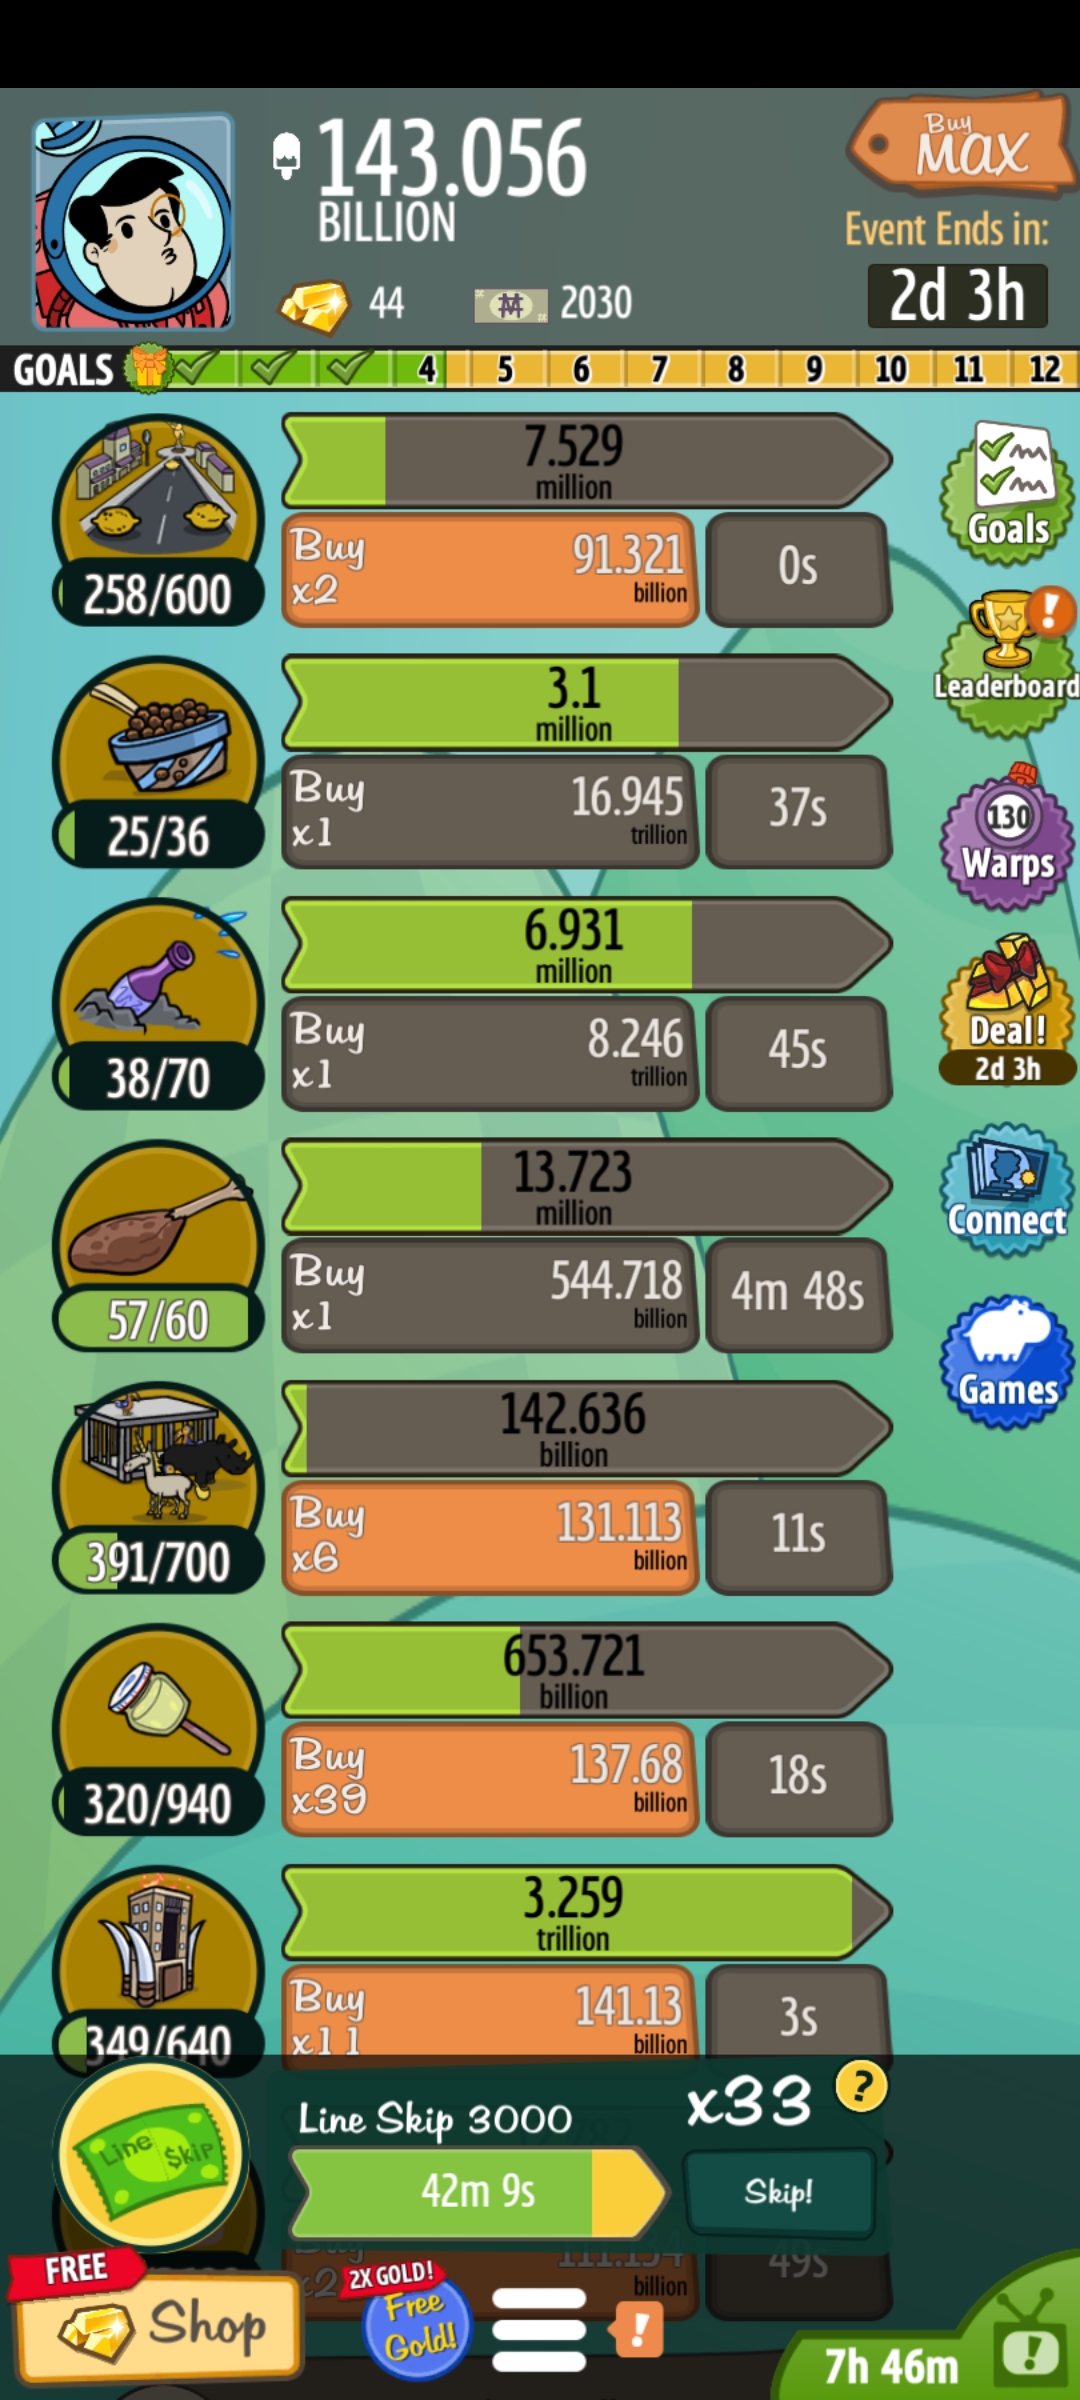 143.056
BILLION
Buy
MAX
Event Ends in:
2d 3h
44
2030
GOALS
4
5
6
7
8
9
10
11
12
7.529
million
Buy
x2
91.321
billion
0s
258/600
Goals
3.1
million
Leaderboard
Buy
x1
16.945
trillion
37s
25/36
130
Warps
6.931
million
Buy
x1
8.246
trillion
45s
38/70
Deal!
2d 3h
13.723
million
Buy
x1
544.718
billion
4m 48s
57/60
Connect
142.636
billion
Games
Buy
x6
131.113
billion
11s
391/700
653.721
billion
Buy
x39
137.68
billion
18s
320/940
3.259
trillion
Buy
x11
141.13
billion
3s
349/640
Line Skip 3000
x33
?
Line $kip
42m 9s
Skip!
Buy
billion
49s
FREE
Shop
2X GOLD!
Free
Gold!
!
7h 46m